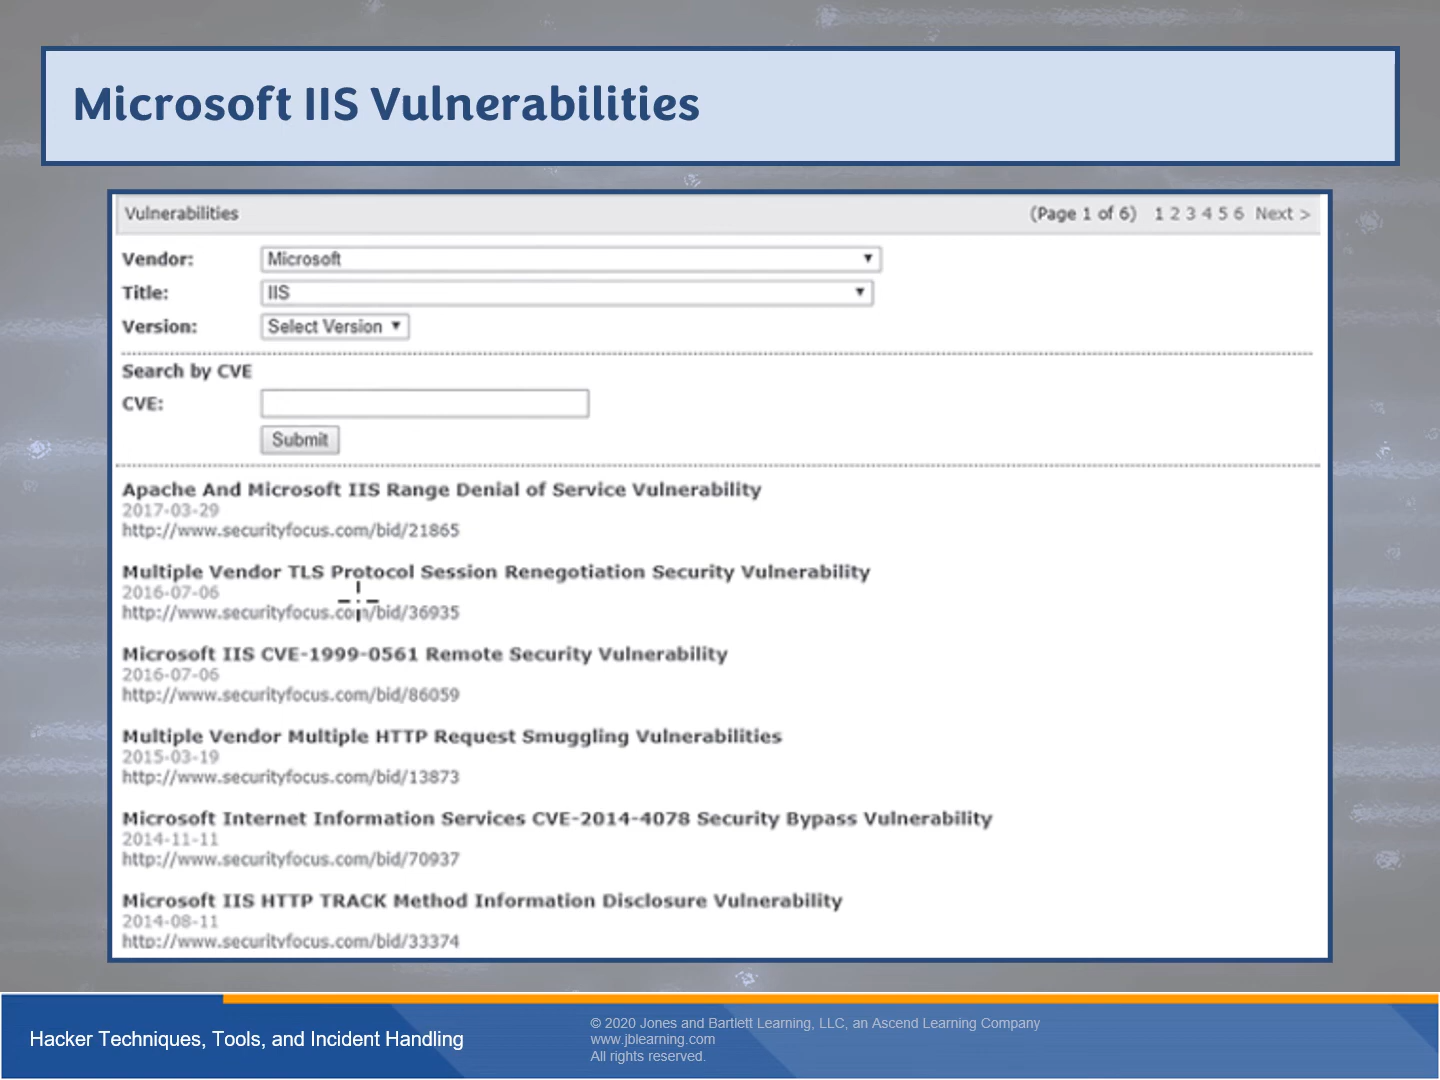 Microsoft IIS Vulnerabilities
Vulnerabilities (Page 1 of 6) 1 2 3 4 5 6 Next >
Vendor: Microsoft
Title: IIS
Version: Select Version
Search by CVE
CVE:
Submit
Apache And Microsoft IIS Range Denial of Service Vulnerability
2017-03-29
http://www.securityfocus.com/bid/21865
Multiple Vendor TLS Protocol Session Renegotiation Security Vulnerability
2016-07-06
http://www.securityfocus.com/bid/36935
Microsoft IIS CVE-1999-0561 Remote Security Vulnerability
2016-07-06
http://www.securityfocus.com/bid/86059
Multiple Vendor Multiple HTTP Request Smuggling Vulnerabilities
2015-03-19
http://www.securityfocus.com/bid/13873
Microsoft Internet Information Services CVE-2014-4078 Security Bypass Vulnerability
2014-11-11
http://www.securityfocus.com/bid/70937
Microsoft IIS HTTP TRACK Method Information Disclosure Vulnerability
2014-08-11
http://www.securityfocus.com/bid/33374
Hacker Techniques, Tools, and Incident Handling
© 2020 Jones and Bartlett Learning, LLC, an Ascend Learning Company
www.jblearning.com
All rights reserved.